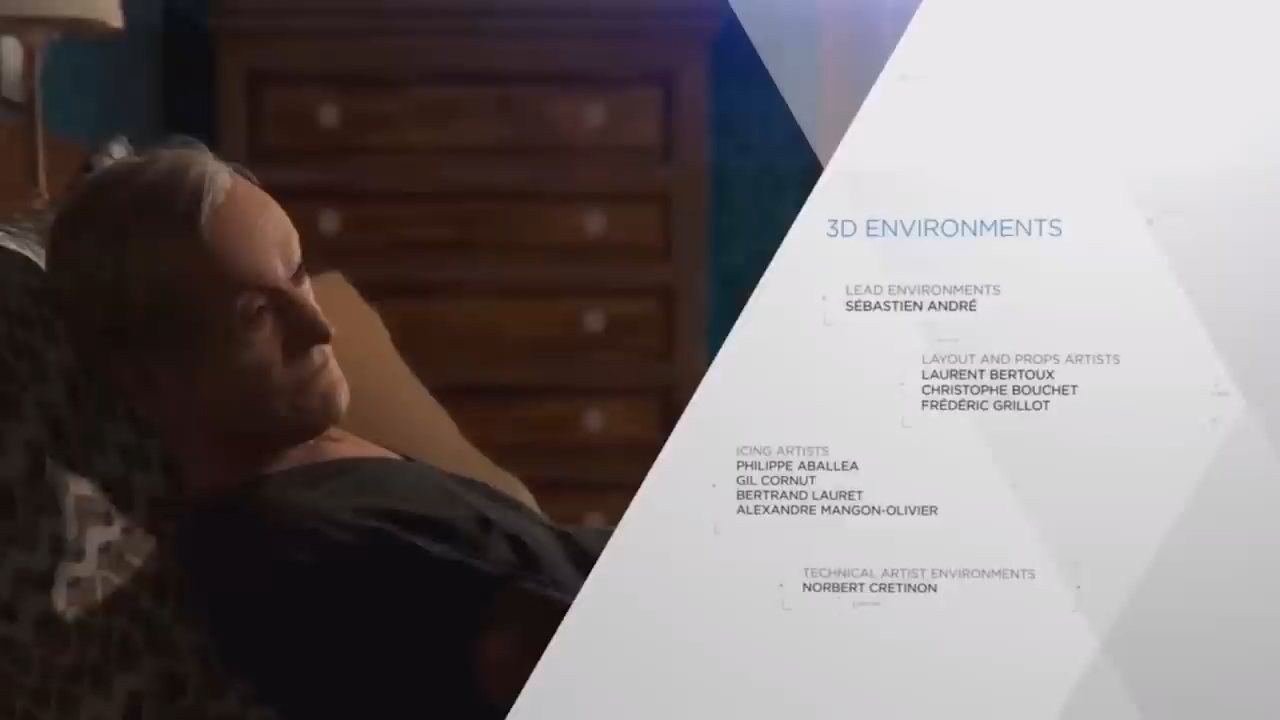 3D ENVIRONMENTS
LEAD ENVIRONMENTS
SÉBASTIEN ANDRÉ
LAYOUT AND PROPS ARTISTS
LAURENT BERTOUX
CHRISTOPHE BOUCHET
FRÉDÉRIC GRILLOT
ICING ARTISTS
PHILIPPE ABALLEA
GIL CORNUT
BERTRAND LAURET
ALEXANDRE MANGON-OLIVIER
TECHNICAL ARTIST ENVIRONMENTS
NORBERT CRETINON